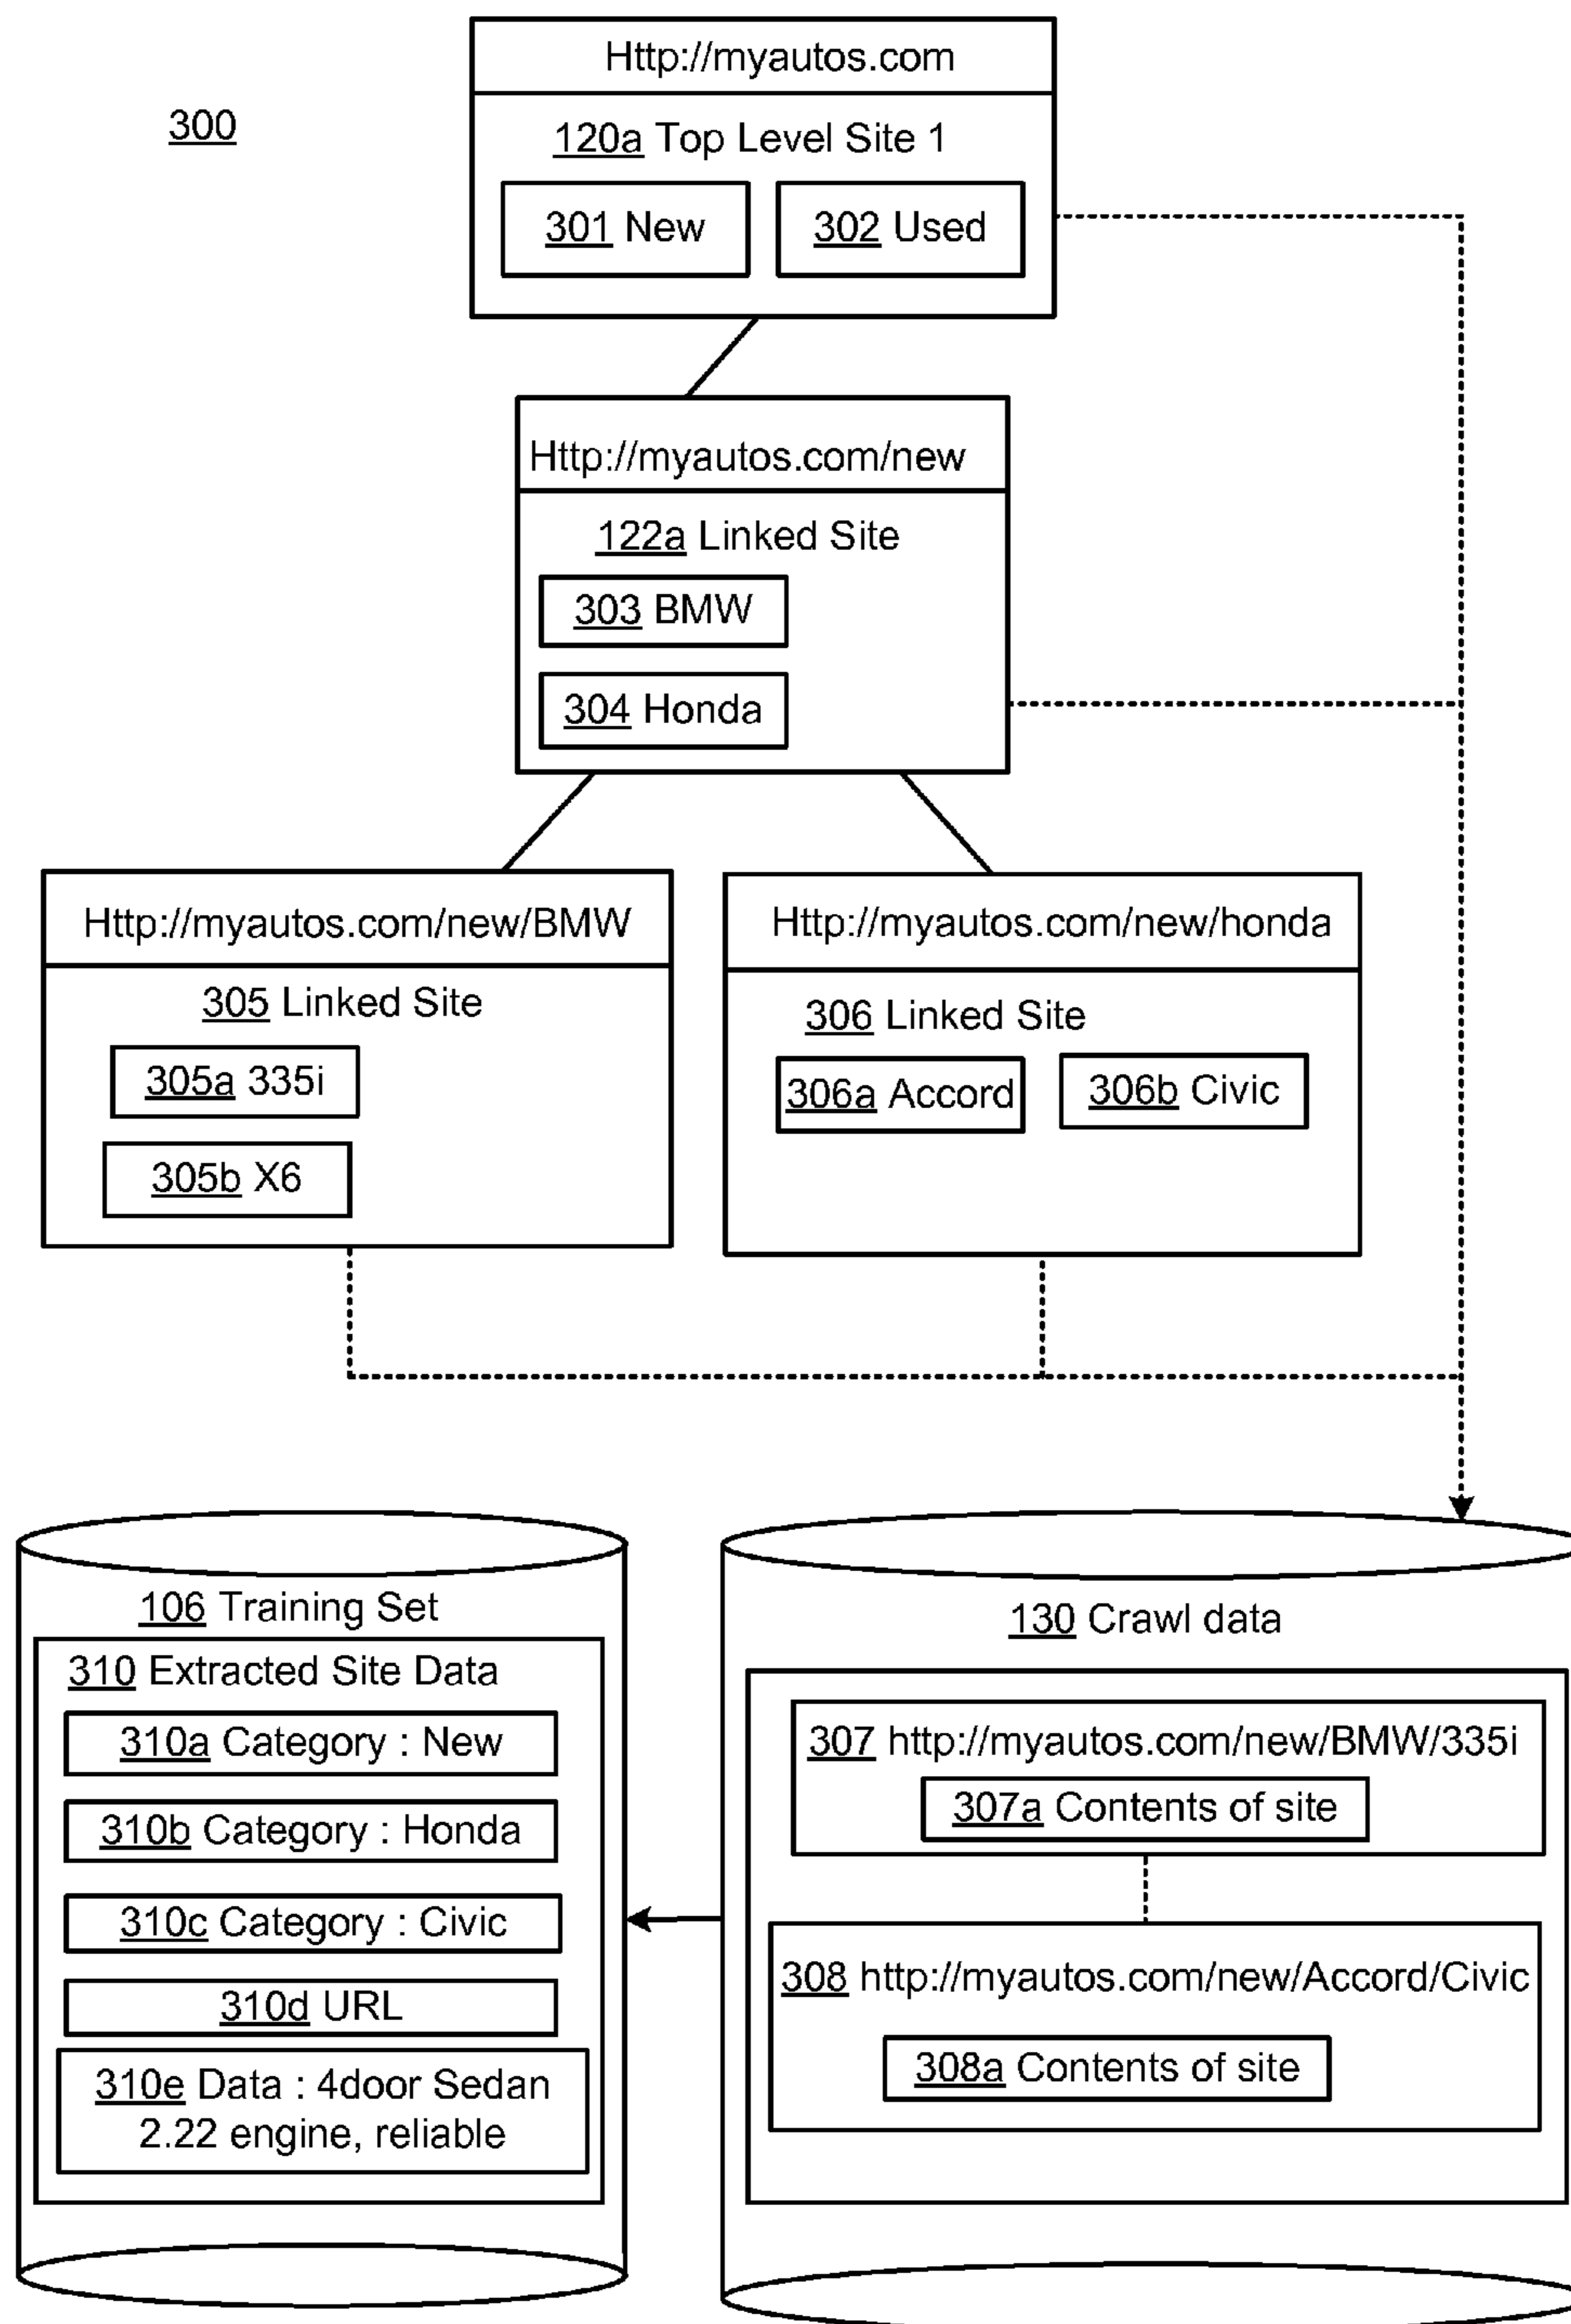 Http://myautos.com
300
120a Top Level Site 1
301 New
302 Used
Http://myautos.com/new
122a Linked Site
303 BMW
304 Honda
Http://myautos.com/new/BMW
305 Linked Site
305a 335i
305b X6
Http://myautos.com/new/honda
306 Linked Site
306a Accord
306b Civic
106 Training Set
310 Extracted Site Data
310a Category : New
310b Category : Honda
310c Category : Civic
310d URL
310e Data : 4door Sedan
2.22 engine, reliable
130 Crawl data
307 http://myautos.com/new/BMW/335i
307a Contents of site
308 http://myautos.com/new/Accord/Civic
308a Contents of site